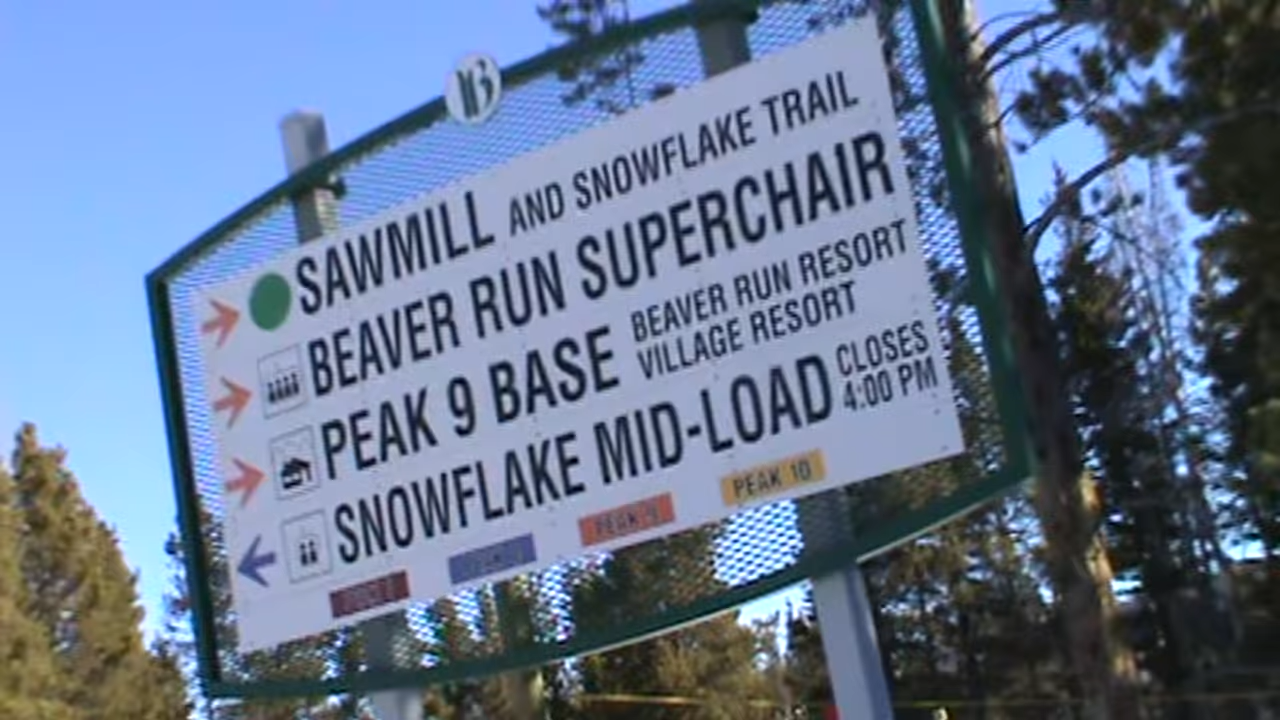 B
SAWMILL AND SNOWFLAKE TRAIL
BEAVER RUN SUPERCHAIR
PEAK 9 BASE BEAVER RUN RESORT
VILLAGE RESORT
SNOWFLAKE MID-LOAD CLOSES
4:00 PM
PEAK 9 PEAK 10